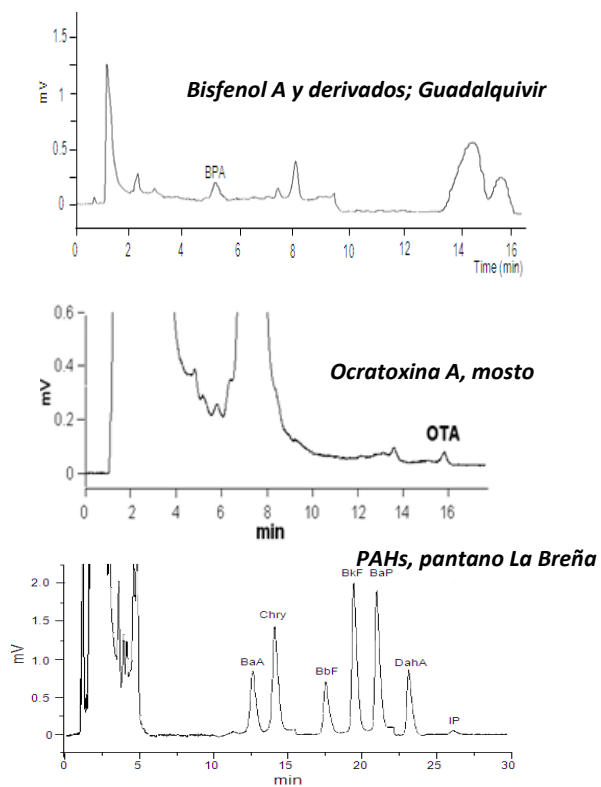 1.5
mV
1
Bisfenol A y derivados; Guadalquivir
0.5
BPA
0
0 2 4 6 8 10 12 14 16
Time (min)
0.6
0.4
mV
Ocratoxina A, mosto
0.2
OTA
0
0 2 4 6 8 10 12 14 16
min
PAHs, pantano La Breña
2.0
BkF BaP
Chry
1.5
mV
1.0
BaA
DahA
BbF
0.5
IP
0
0 5 10 15 20 25 30
min